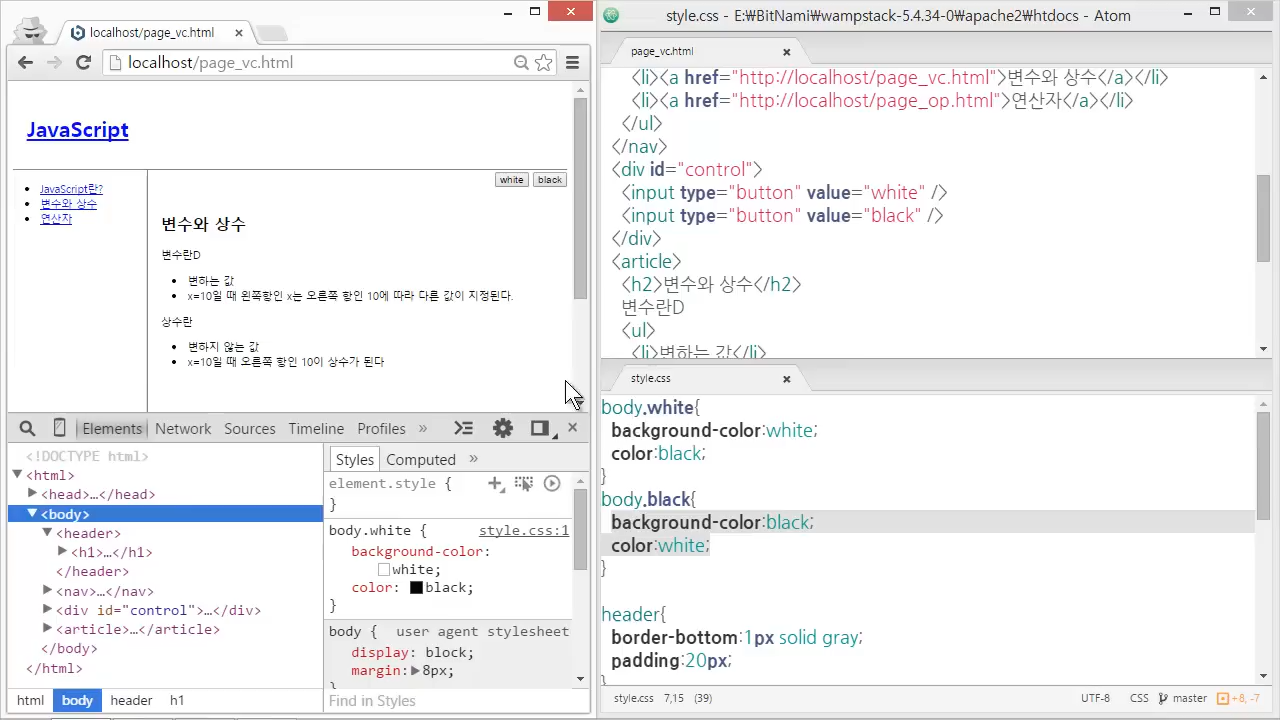 localhost/page_vc.html
localhost/page_vc.html
JavaScript
white
black
JavaScript란?
변수와 상수
연산자
변수와 상수
변수란D
변하는 값
x=10일 때 왼쪽항인 x는 오른쪽 항인 10에 따라 다른 값이 지정된다.
상수란
변하지 않는 값
x=10일 때 오른쪽 항인 10이 상수가 된다
Elements Network Sources Timeline Profiles »
<!DOCTYPE html>
<html>
<head>…</head>
<body>
<header>
<h1>…</h1>
</header>
<nav>…</nav>
<div id="control">…</div>
<article>…</article>
</body>
</html>
html body header h1
Styles Computed »
element.style {
}
body.white { style.css:1
background-color:
white;
color: black;
}
body { user agent stylesheet
display: block;
margin: 8px;
}
Find in Styles
style.css - E:₩BitNami₩wampstack-5.4.34-0₩apache2₩htdocs - Atom
page_vc.html
<li><a href="http://localhost/page_vc.html">변수와 상수</a></li>
<li><a href="http://localhost/page_op.html">연산자</a></li>
</ul>
</nav>
<div id="control">
<input type="button" value="white" />
<input type="button" value="black" />
</div>
<article>
<h2>변수와 상수</h2>
변수란D
<ul>
<li>변하는 값</li>
style.css
body.white{
background-color:white;
color:black;
}
body.black{
background-color:black;
color:white;
}
header{
border-bottom:1px solid gray;
padding:20px;
}
style.css 7,15 (39) UTF-8 CSS master +8, -7